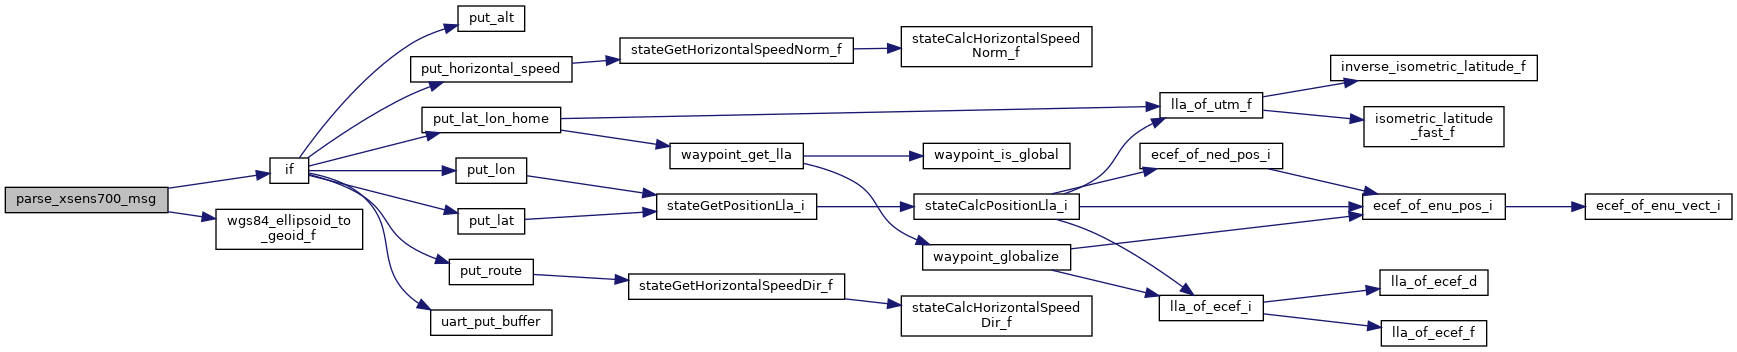 parse_xsens700_msg
if
wgs84_ellipsoid_to
_geoid_f
put_alt
put_horizontal_speed
put_lat_lon_home
put_lon
put_lat
put_route
uart_put_buffer
stateGetHorizontalSpeedNorm_f
waypoint_get_lla
stateGetPositionLla_i
stateGetHorizontalSpeedDir_f
stateCalcHorizontalSpeed
Norm_f
waypoint_is_global
stateCalcPositionLla_i
waypoint_globalize
stateCalcHorizontalSpeed
Dir_f
lla_of_utm_f
ecef_of_ned_pos_i
lla_of_ecef_i
inverse_isometric_latitude_f
isometric_latitude
_fast_f
ecef_of_enu_pos_i
lla_of_ecef_d
lla_of_ecef_f
ecef_of_enu_vect_i